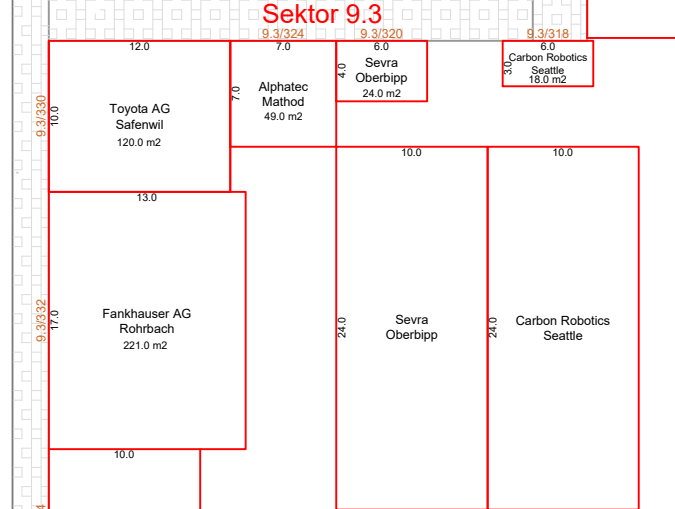 Sektor 9.3
9.3/324
9.3/320
9.3/318
12.0
7.0
6.0
6.0
9.3/330
10.0
Toyota AG
Safenwil
120.0 m2
7.0
Alphatec
Mathod
49.0 m2
4.0
Sevra
Oberbipp
24.0 m2
3.0
Carbon Robotics
Seattle
18.0 m2
13.0
10.0
10.0
9.3/332
17.0
Fankhauser AG
Rohrbach
221.0 m2
24.0
Sevra
Oberbipp
24.0
Carbon Robotics
Seattle
10.0
4